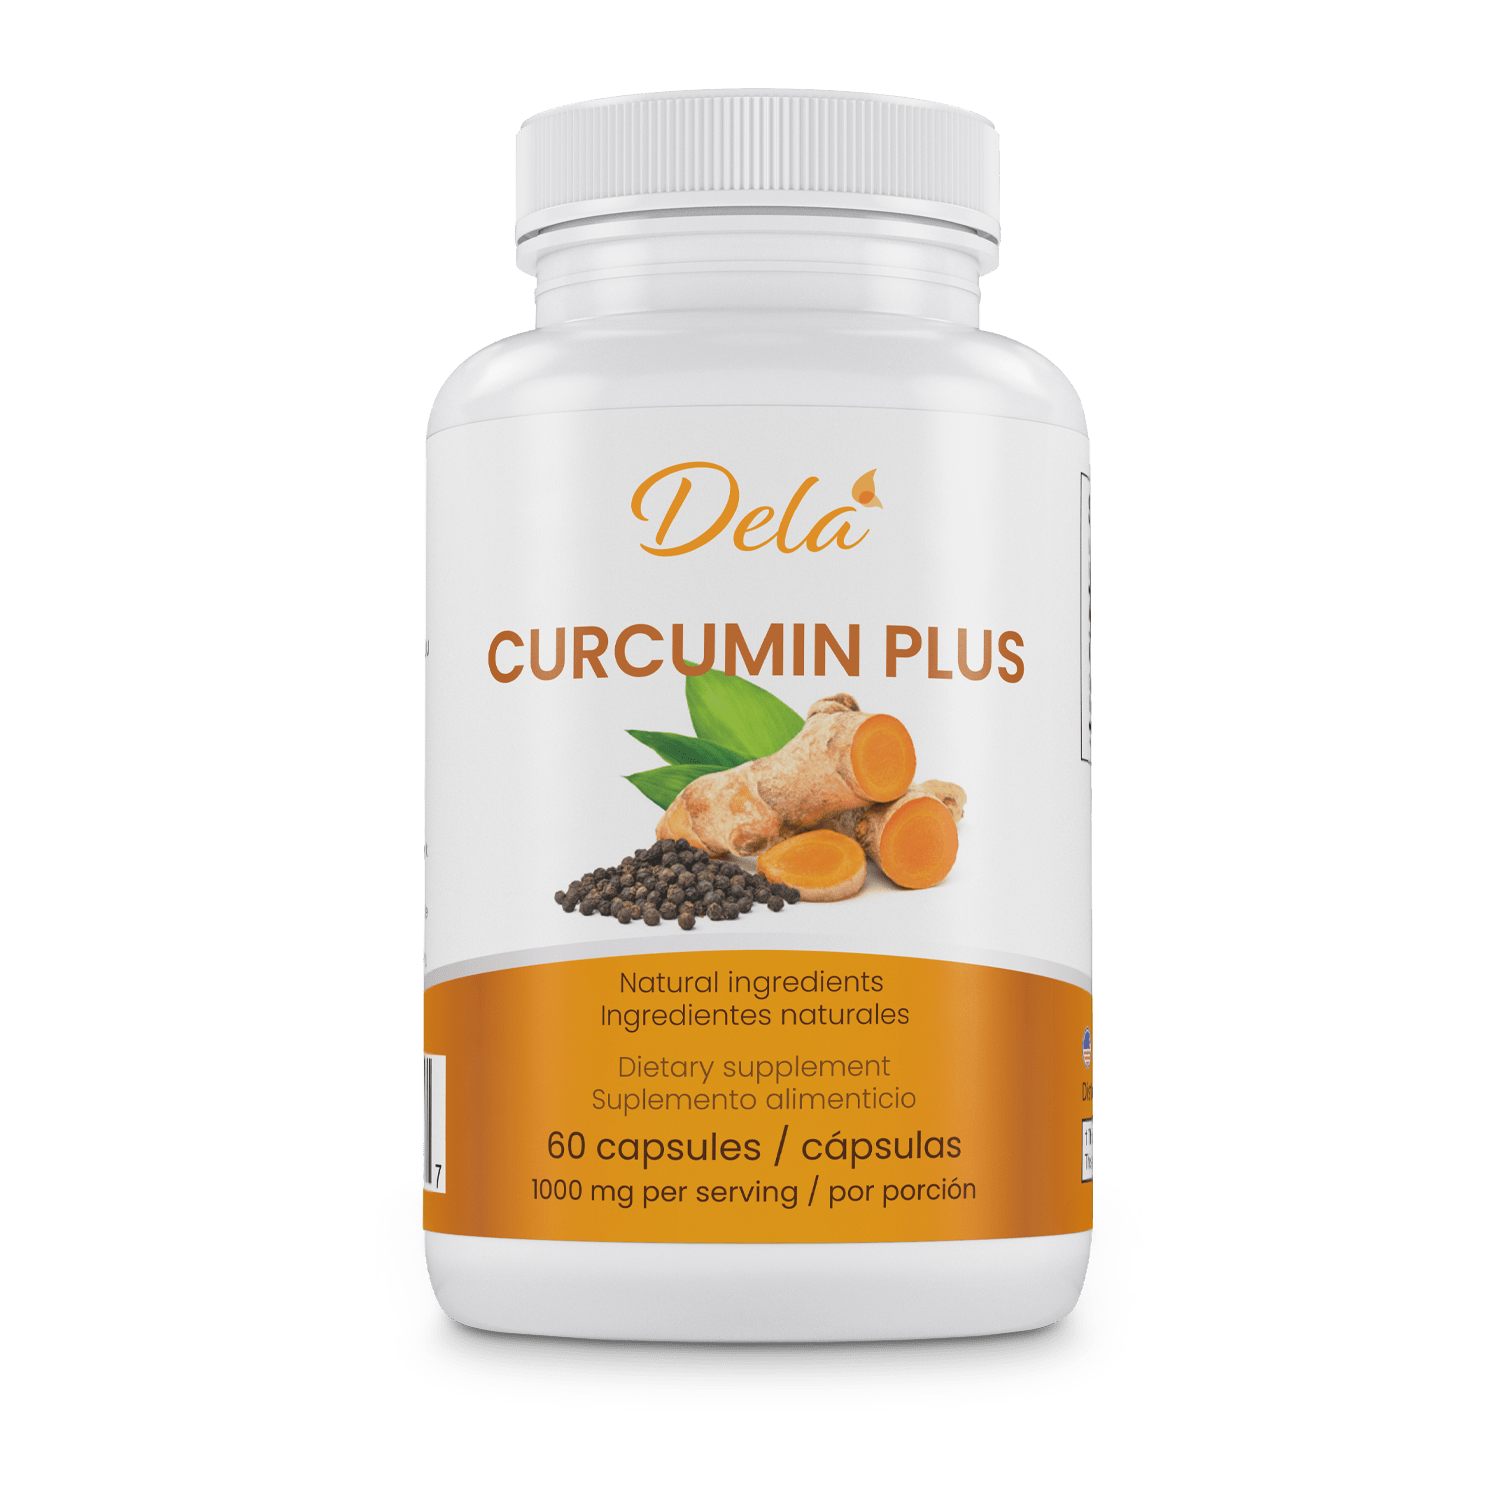 Dela
CURCUMIN PLUS
Natural ingredients
Ingredientes naturales
Dietary supplement
Suplemento alimenticio
60 capsules / cápsulas
1000 mg per serving / por porción
7